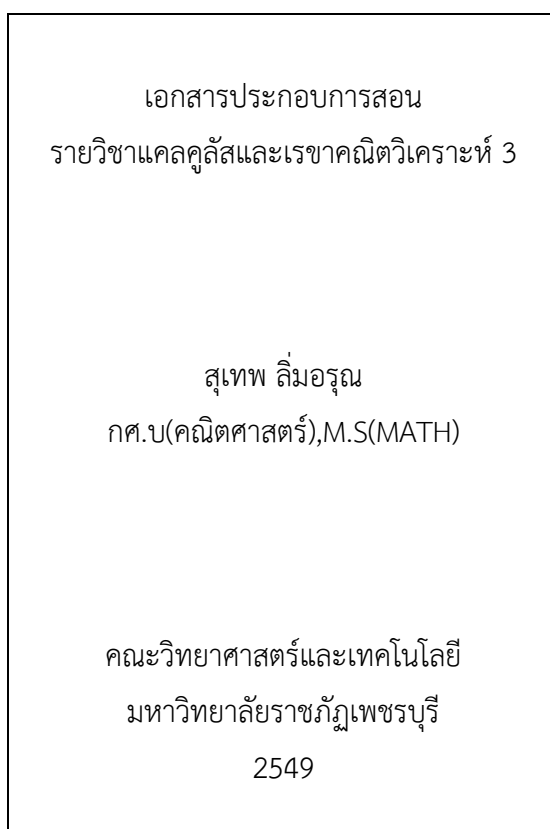 เอกสารประกอบการสอน
รายวิชาแคลคูลัสและเรขาคณิตวิเคราะห์ 3
สุเทพ ลิ่มอรุณ
กศ.บ(คณิตศาสตร์),M.S(MATH)
คณะวิทยาศาสตร์และเทคโนโลยี
มหาวิทยาลัยราชภัฏเพชรบุรี
2549